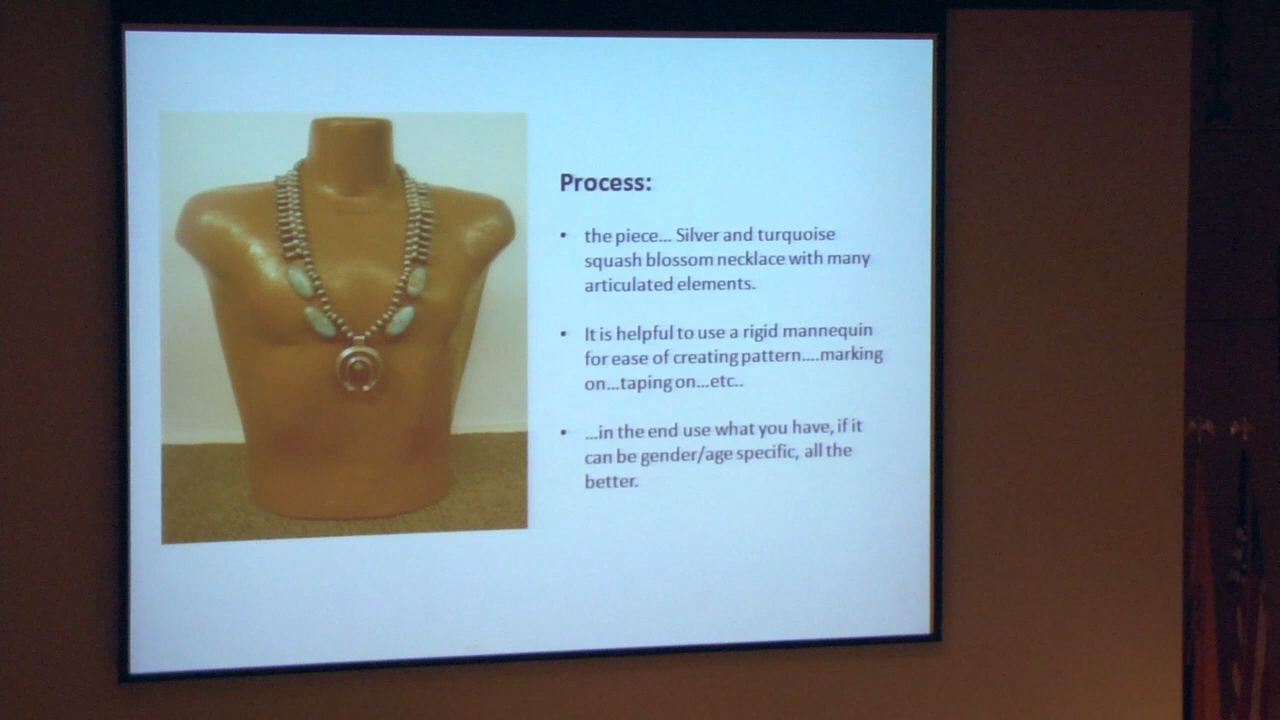 Process:
• the piece... Silver and turquoise
squash blossom necklace with many
articulated elements.
• It is helpful to use a rigid mannequin
for ease of creating pattern....marking
on...taping on...etc..
• ...in the end use what you have, if it
can be gender/age specific, all the
better.